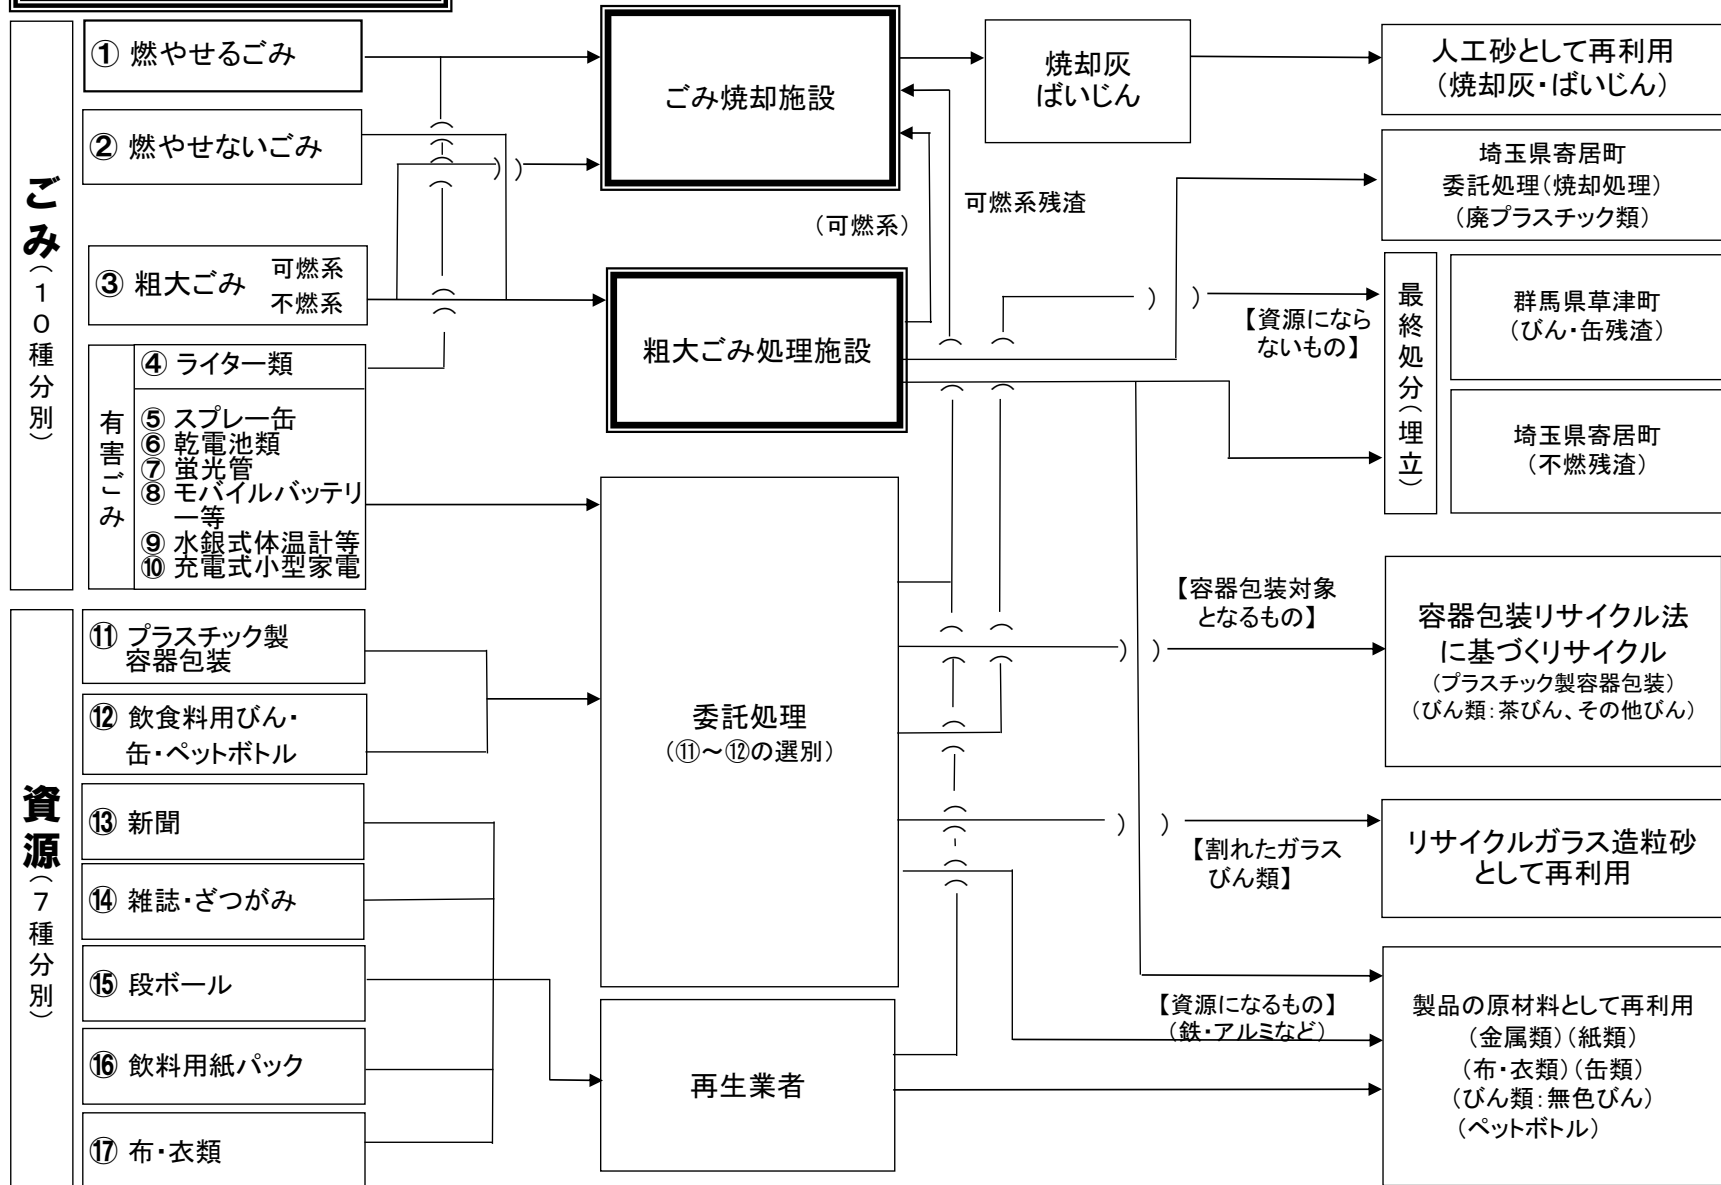 ごみ（10種分別）
① 燃やせるごみ
② 燃やせないごみ
③ 粗大ごみ
可燃系
不燃系
有害ごみ
④ ライター類
⑤ スプレー缶
⑥ 乾電池類
⑦ 蛍光管
⑧ モバイルバッテリ
ー等
⑨ 水銀式体温計等
⑩ 充電式小型家電
資源（7種分別）
⑪ プラスチック製
容器包装
⑫ 飲食料用びん・
缶・ペットボトル
⑬ 新聞
⑭ 雑誌・ざつがみ
⑮ 段ボール
⑯ 飲料用紙パック
⑰ 布・衣類
ごみ焼却施設
（可燃系）
可燃系残渣
粗大ごみ処理施設
委託処理
（⑪～⑫の選別）
再生業者
焼却灰
ばいじん
人工砂として再利用
（焼却灰・ばいじん）
埼玉県寄居町
委託処理（焼却処理）
（廃プラスチック類）
【資源になら
ないもの】
最終処分（埋立）
群馬県草津町
（びん・缶残渣）
埼玉県寄居町
（不燃残渣）
【容器包装対象
となるもの】
容器包装リサイクル法
に基づくリサイクル
（プラスチック製容器包装）
（びん類：茶びん、その他びん）
【割れたガラス
びん類】
リサイクルガラス造粒砂
として再利用
【資源になるもの】
（鉄・アルミなど）
製品の原材料として再利用
（金属類）（紙類）
（布・衣類）（缶類）
（びん類：無色びん）
（ペットボトル）